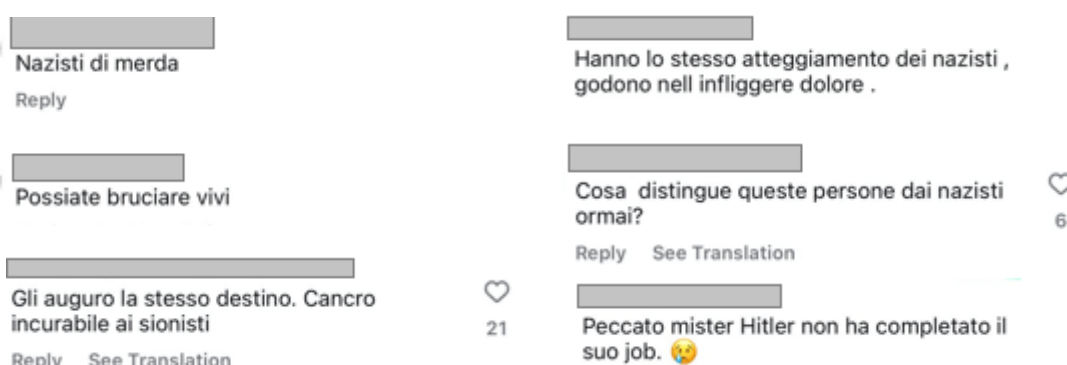 Nazisti di merda
Reply
Possiate bruciare vivi
Gli auguro la stesso destino. Cancro
incurabile ai sionisti
21
Reply See Translation
Hanno lo stesso atteggiamento dei nazisti ,
godono nell infliggere dolore .
Cosa distingue queste persone dai nazisti
ormai?
6
Reply See Translation
Peccato mister Hitler non ha completato il
suo job. 😢